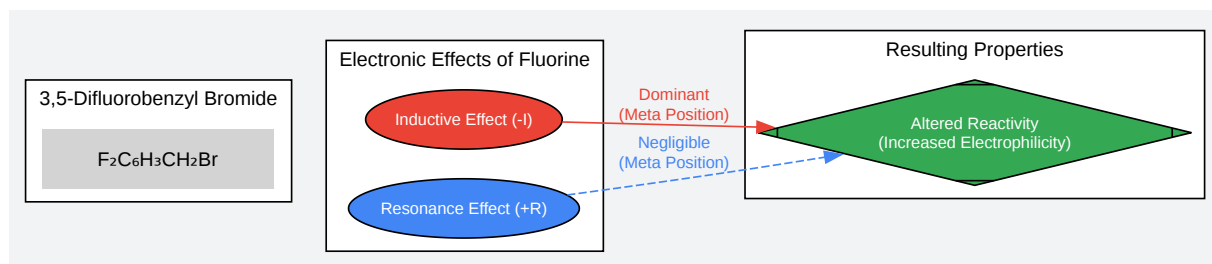 3,5-Difluorobenzyl Bromide
F₂C₆H₃CH₂Br
Electronic Effects of Fluorine
Inductive Effect (-I)
Resonance Effect (+R)
Dominant
(Meta Position)
Negligible
(Meta Position)
Resulting Properties
Altered Reactivity
(Increased Electrophilicity)